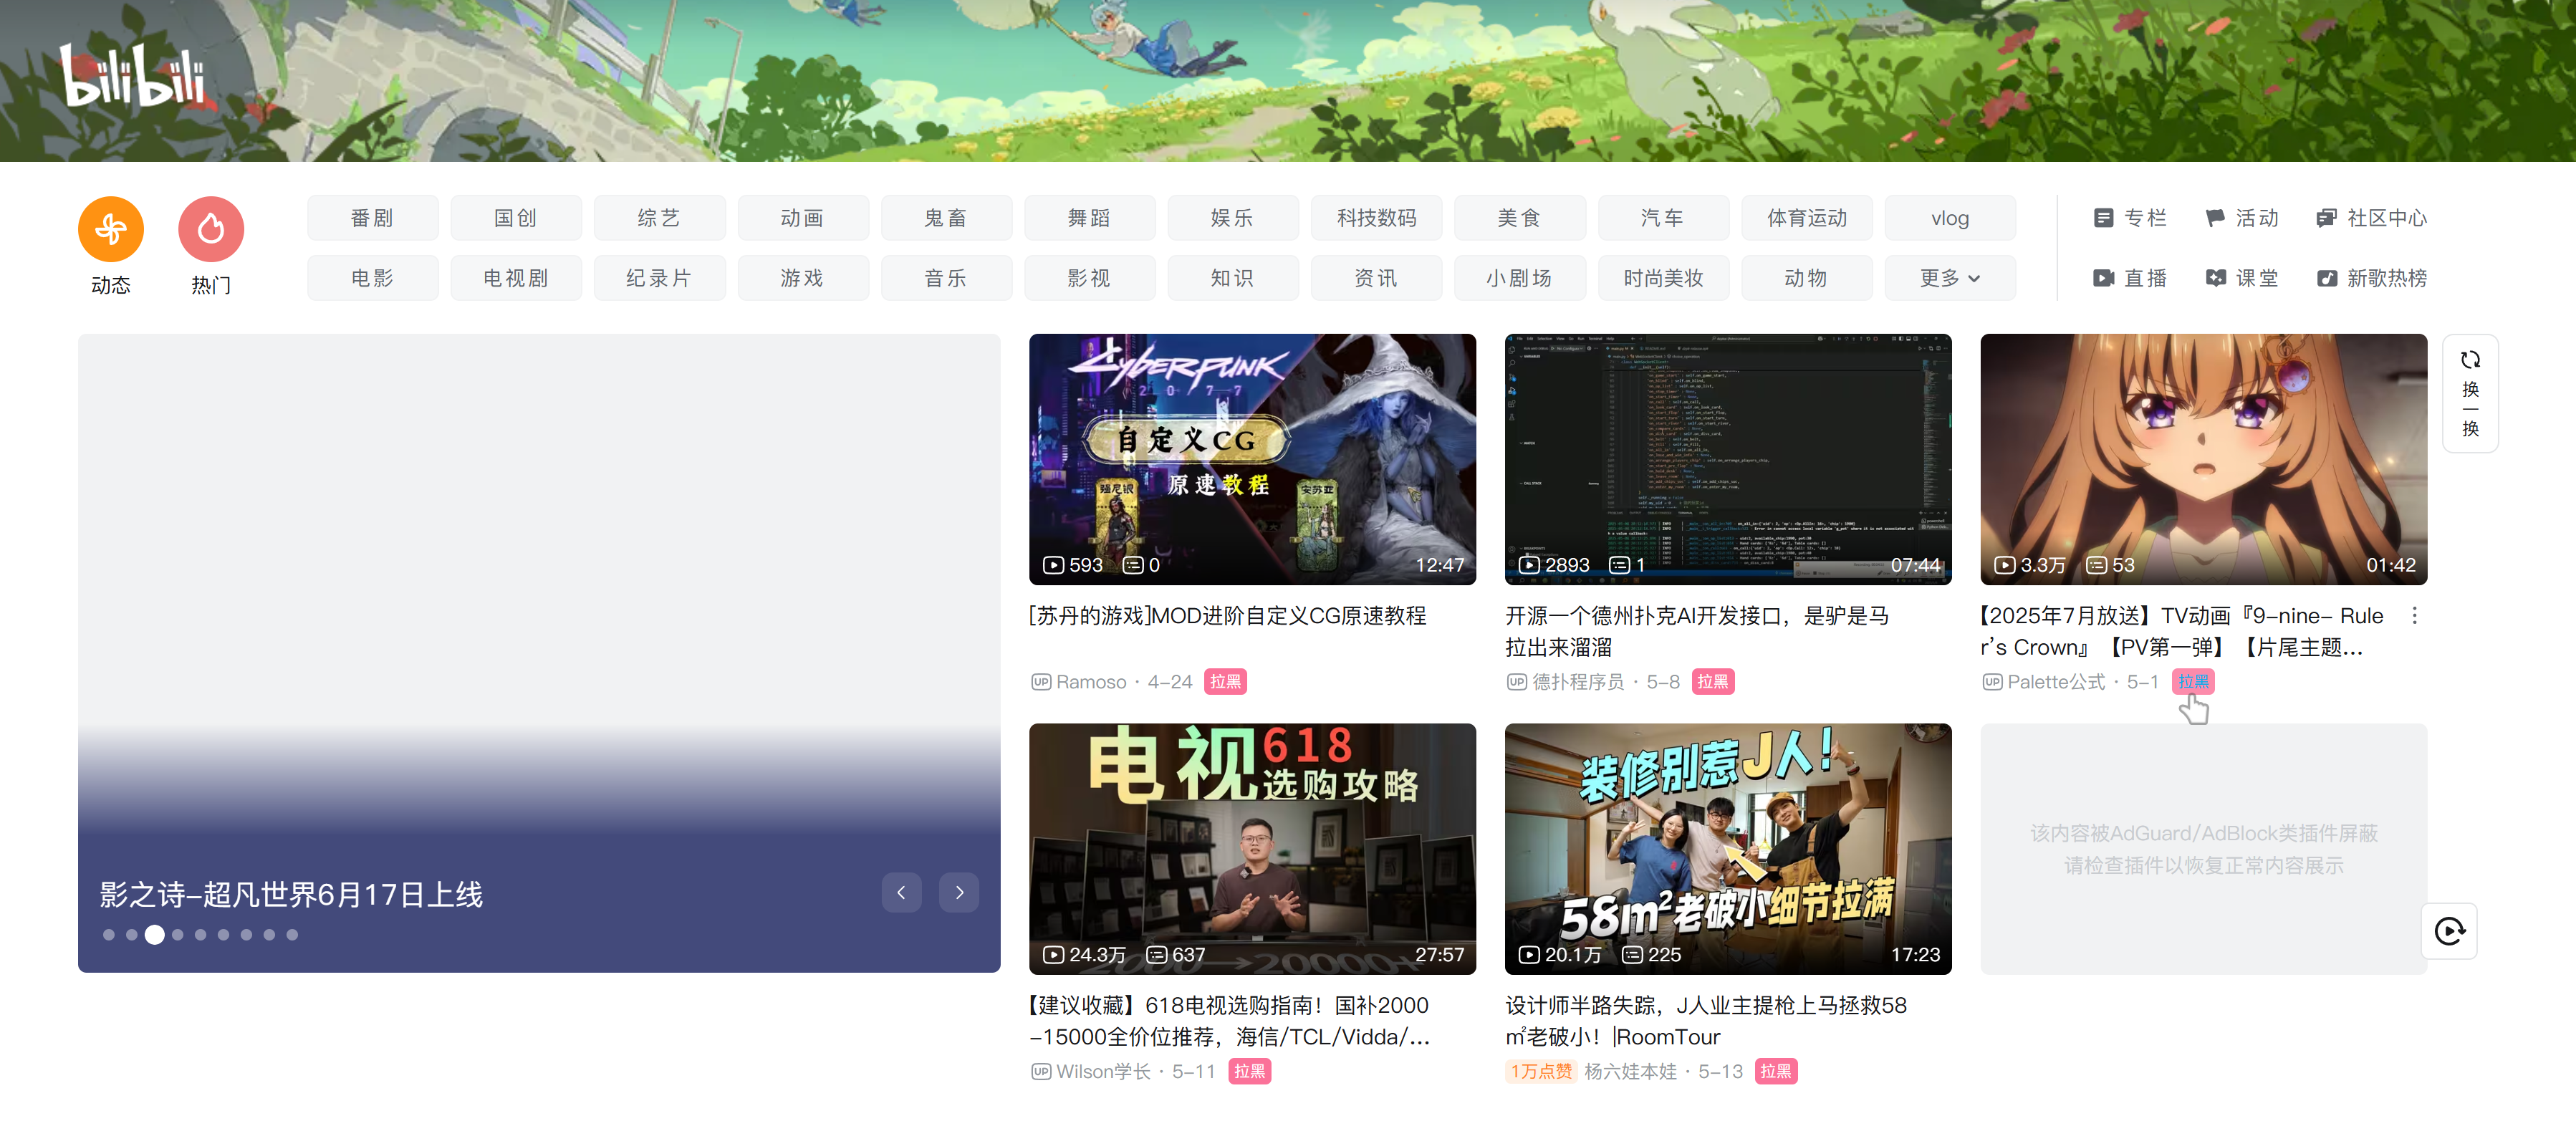 bilibili
动态
热门
番剧 国创 综艺 动画 鬼畜 舞蹈 娱乐 科技数码 美食 汽车 体育运动 vlog
电影 电视剧 纪录片 游戏 音乐 影视 知识 资讯 小剧场 时尚美妆 动物 更多
专栏 活动 社区中心
直播 课堂 新歌热榜
影之诗-超凡世界6月17日上线
CYBERPUNK
2077
自定义CG
原速教程
强尼银
安苏亚
593 0 12:47
[苏丹的游戏]MOD进阶自定义CG原速教程
UP Ramoso · 4-24 拉黑
2893 1 07:44
开源一个德州扑克AI开发接口，是驴是马
拉出来溜溜
UP 德扑程序员 · 5-8 拉黑
3.3万 53 01:42
【2025年7月放送】TV动画『9-nine- Rule
r's Crown』【PV第一弹】【片尾主题...
UP Palette公式 · 5-1 拉黑
换一换
电视618
选购攻略
2000→20000+
24.3万 637 27:57
【建议收藏】618电视选购指南！国补2000
-15000全价位推荐，海信/TCL/Vidda/...
UP Wilson学长 · 5-11 拉黑
装修别惹J人！
58m²老破小细节拉满
20.1万 225 17:23
设计师半路失踪，J人业主提枪上马拯救58
㎡老破小！|RoomTour
1万点赞 杨六娃本娃 · 5-13 拉黑
该内容被AdGuard/AdBlock类插件屏蔽
请检查插件以恢复正常内容展示